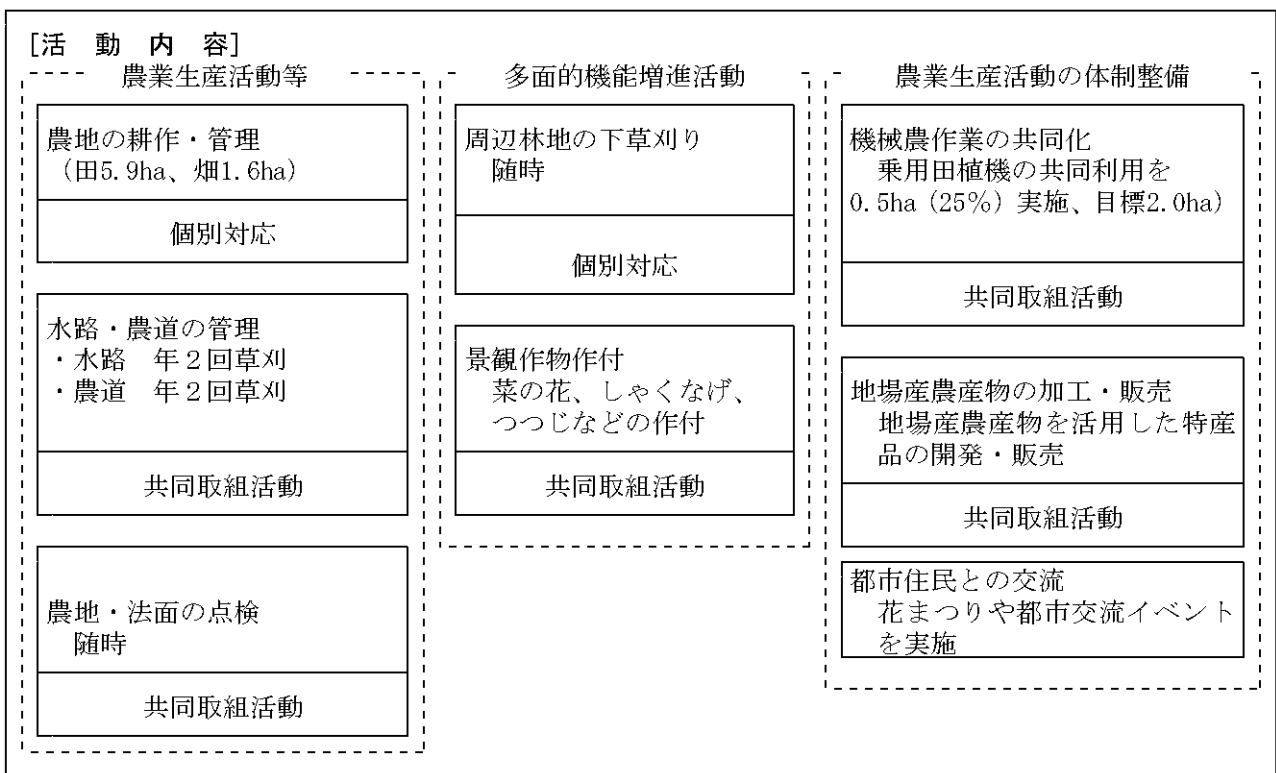 [活　動　内　容]
農業生産活動等
農地の耕作・管理
（田5.9ha、畑1.6ha）
個別対応
水路・農道の管理
・水路　年２回草刈
・農道　年２回草刈
共同取組活動
農地・法面の点検
随時
共同取組活動
多面的機能増進活動
周辺林地の下草刈り
随時
個別対応
景観作物作付
菜の花、しゃくなげ、
つつじなどの作付
共同取組活動
農業生産活動の体制整備
機械農作業の共同化
乗用田植機の共同利用を
0.5ha（25％）実施、目標2.0ha）
共同取組活動
地場産農産物の加工・販売
地場産農産物を活用した特産
品の開発・販売
共同取組活動
都市住民との交流
花まつりや都市交流イベント
を実施